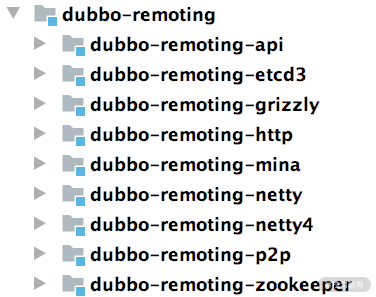 dubbo-remoting
dubbo-remoting-api
dubbo-remoting-etcd3
dubbo-remoting-grizzly
dubbo-remoting-http
dubbo-remoting-mina
dubbo-remoting-netty
dubbo-remoting-netty4
dubbo-remoting-p2p
dubbo-remoting-zookeeper